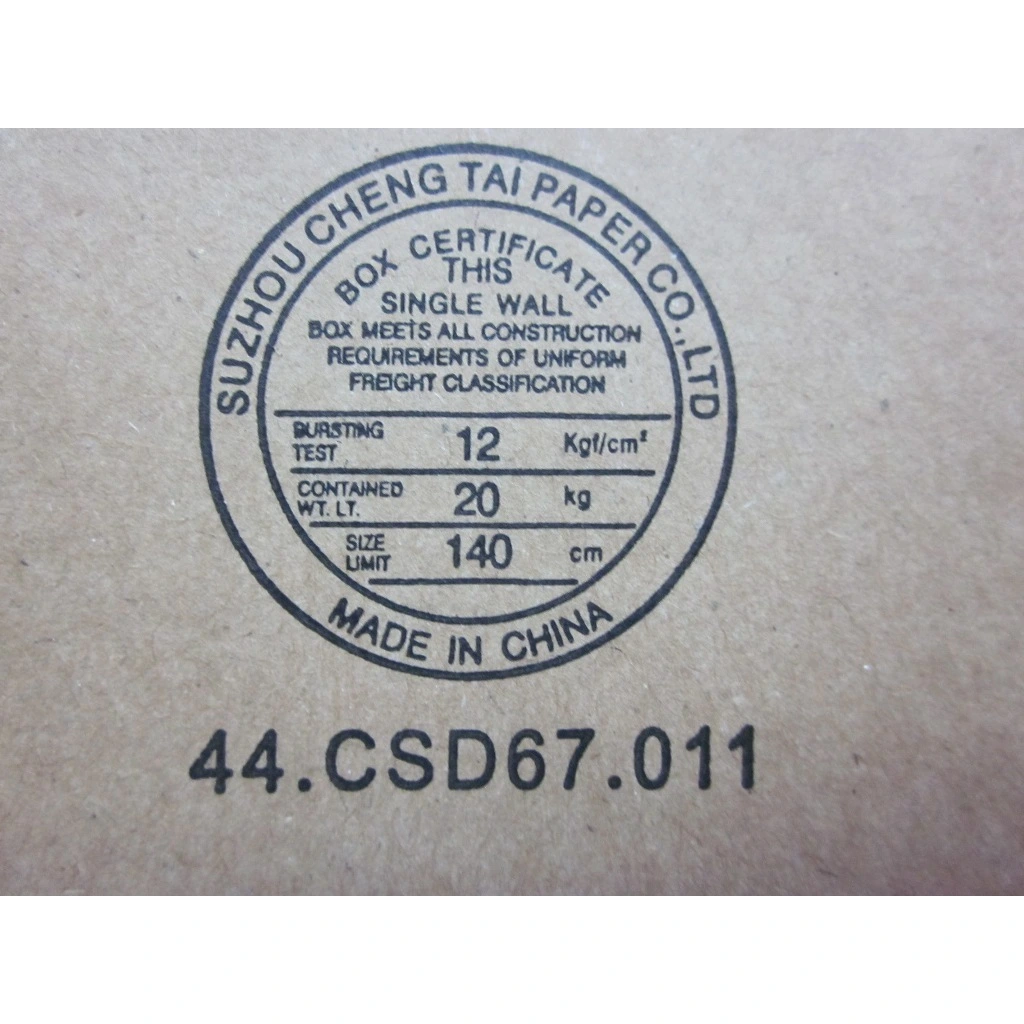 SUZHOU CHENG TAI PAPER CO.,LTD
BOX CERTIFICATE
THIS
SINGLE WALL
BOX MEETS ALL CONSTRUCTION
REQUIREMENTS OF UNIFORM
FREIGHT CLASSIFICATION
BURSTING TEST 12 Kgf/cm²
CONTAINED WT. LT. 20 kg
SIZE LIMIT 140 cm
MADE IN CHINA
44.CSD67.011